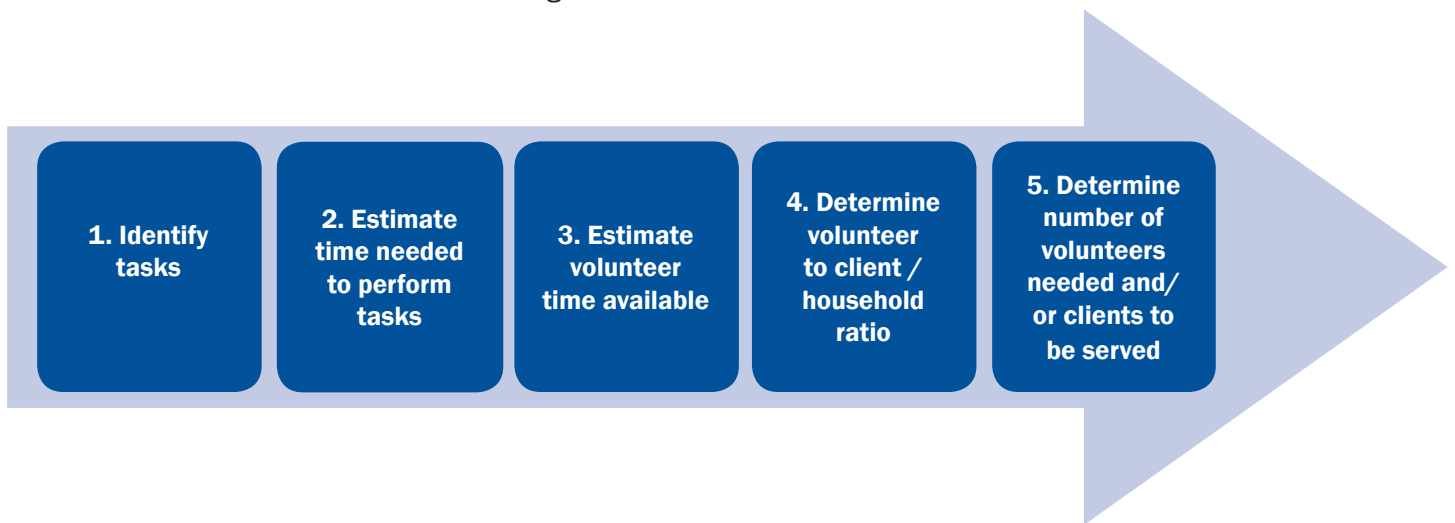 1. Identify
tasks
2. Estimate
time needed
to perform
tasks
3. Estimate
volunteer
time available
4. Determine
volunteer
to client /
household
ratio
5. Determine
number of
volunteers
needed and/
or clients to
be served